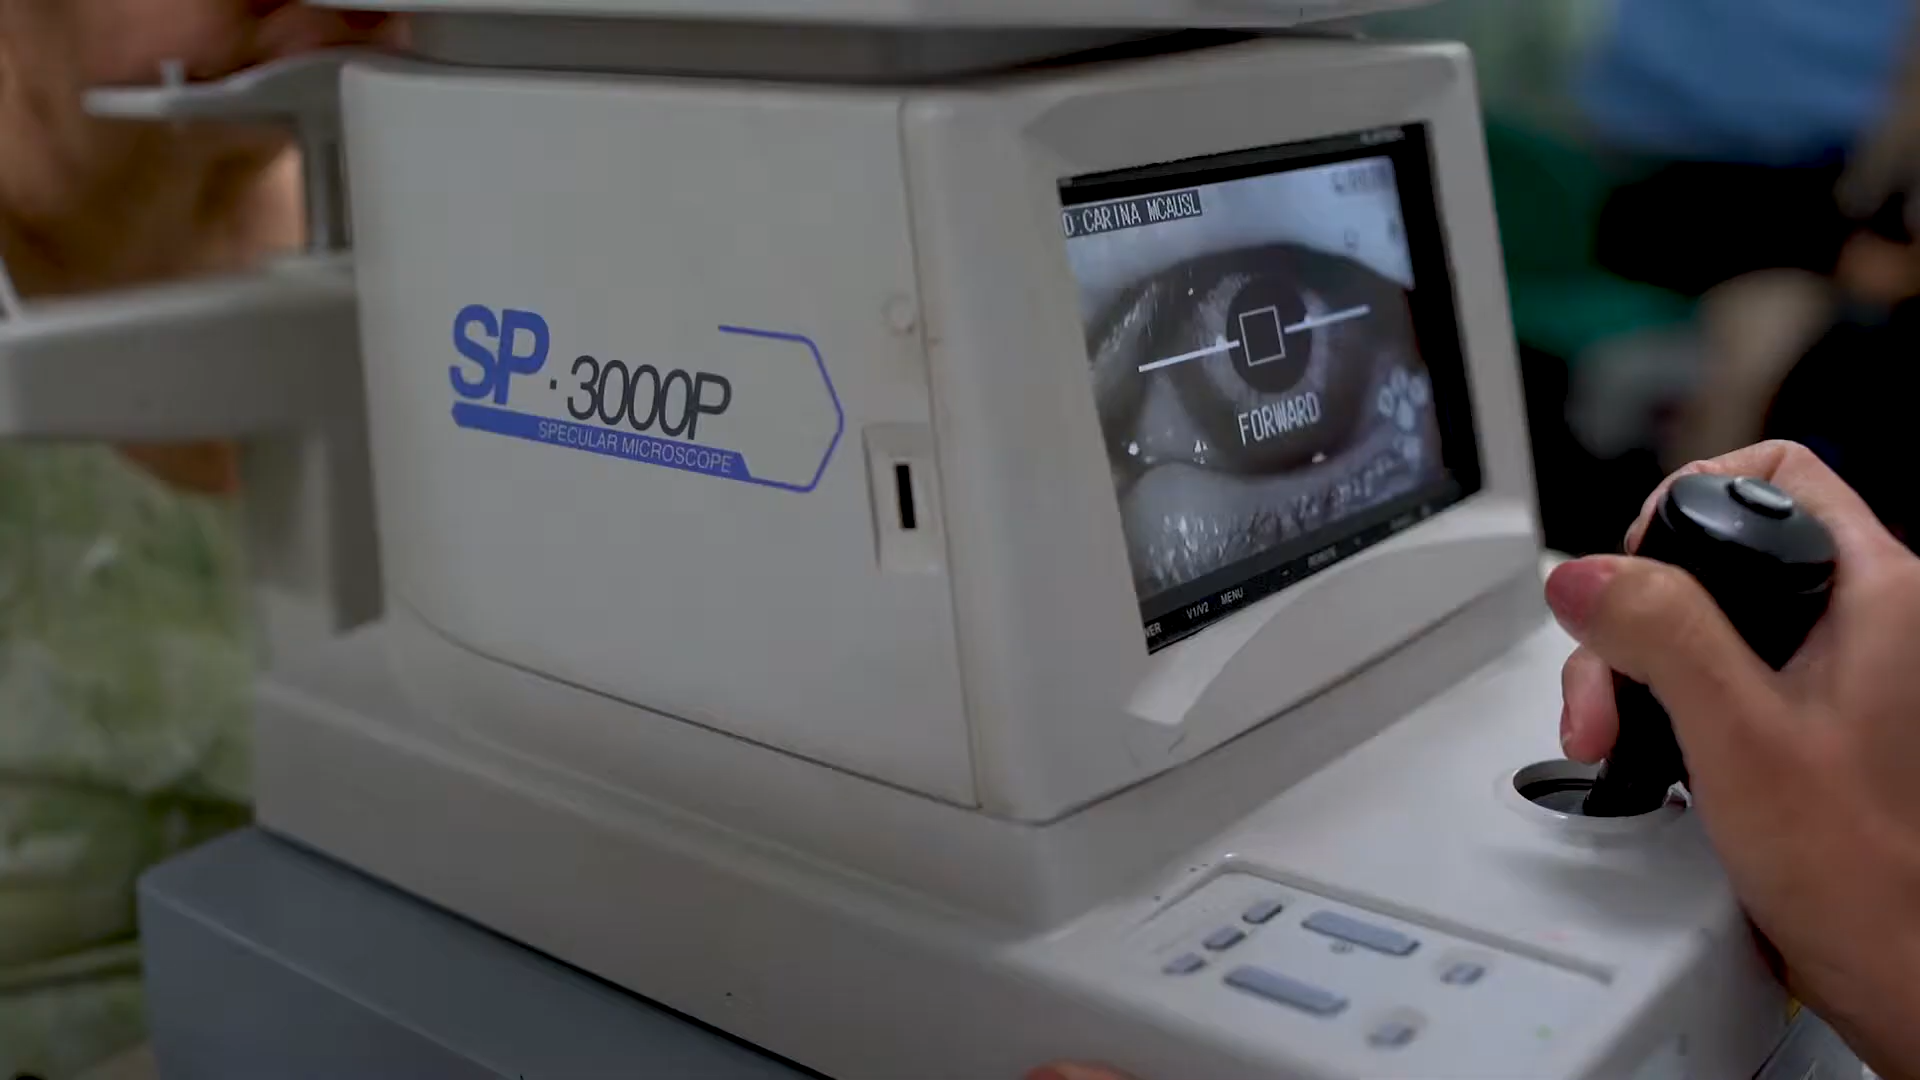 SP·3000P
SPECULAR MICROSCOPE
D:CARINA MCAUSL
FORWARD
V1/V2 MENU